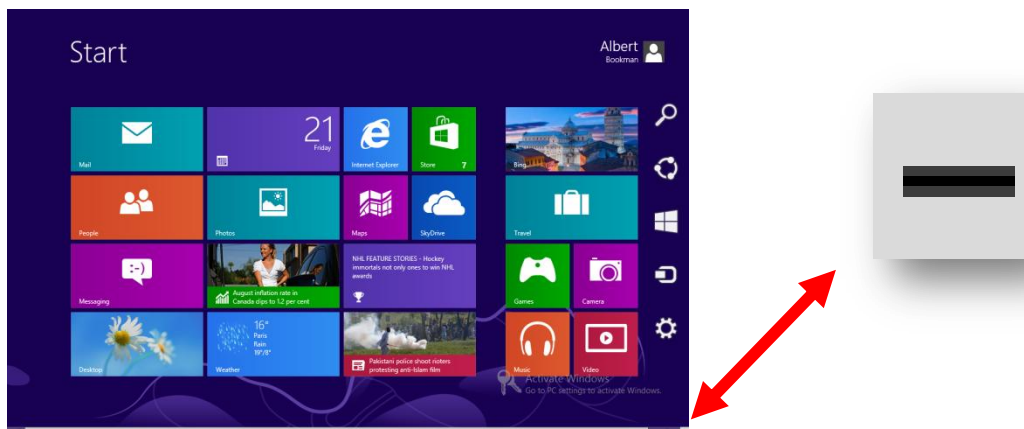 Start
Albert
Bookman
Mail
21
Friday
Internet Explorer
Store
7
Bing
People
Photos
Maps
SkyDrive
Travel
Messaging
August inflation rate in
Canada dips to 1.2 per cent
NHL FEATURE STORIES - Hockey
immortals not only ones to win NHL
awards
Games
Camera
Desktop
16°
Paris
Rain
19°/8°
Weather
Pakistani police shoot rioters
protesting anti-Islam film
Music
Video
Activate Windows
Go to PC settings to activate Windows.